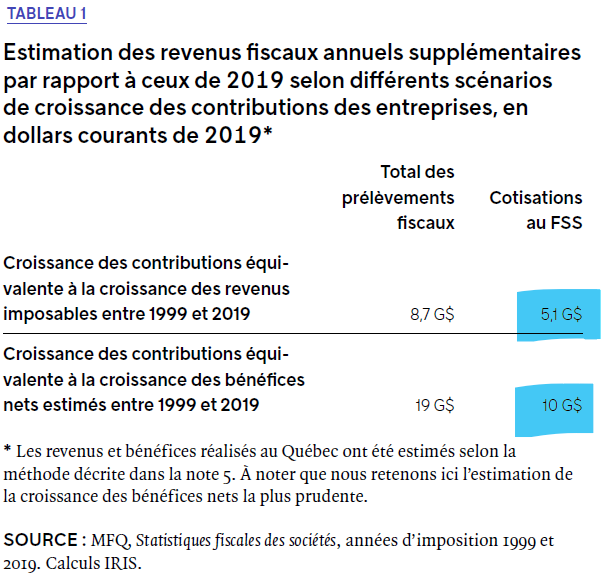 TABLEAU 1
Estimation des revenus fiscaux annuels supplémentaires
par rapport à ceux de 2019 selon différents scénarios
de croissance des contributions des entreprises, en
dollars courants de 2019*
Total des
prélèvements
fiscaux
Cotisations
au FSS
Croissance des contributions équi-
valente à la croissance des revenus
imposables entre 1999 et 2019
8,7 G$
5,1 G$
Croissance des contributions équi-
valente à la croissance des bénéfices
nets estimés entre 1999 et 2019
19 G$
10 G$
* Les revenus et bénéfices réalisés au Québec ont été estimés selon la
méthode décrite dans la note 5. À noter que nous retenons ici l’estimation de
la croissance des bénéfices nets la plus prudente.
SOURCE : MFQ, Statistiques fiscales des sociétés, années d’imposition 1999 et
2019. Calculs IRIS.